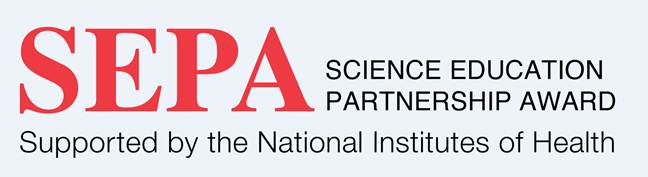 SEPA
SCIENCE EDUCATION
PARTNERSHIP AWARD
Supported by the National Institutes of Health